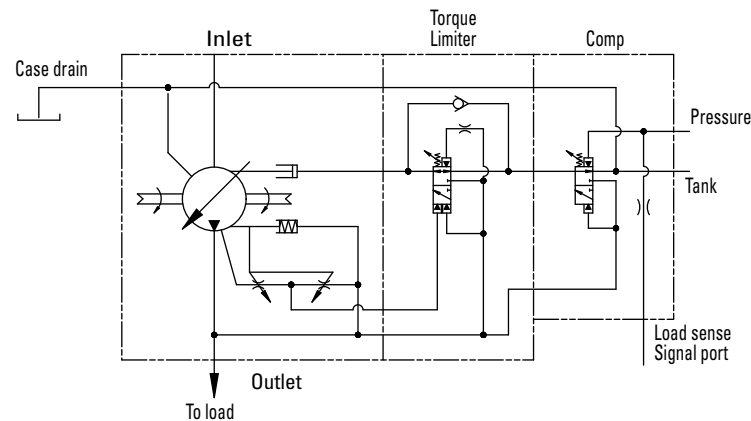 Torque
Limiter
Inlet
Comp
Case drain
Pressure
Tank
Load sense
Signal port
Outlet
To load